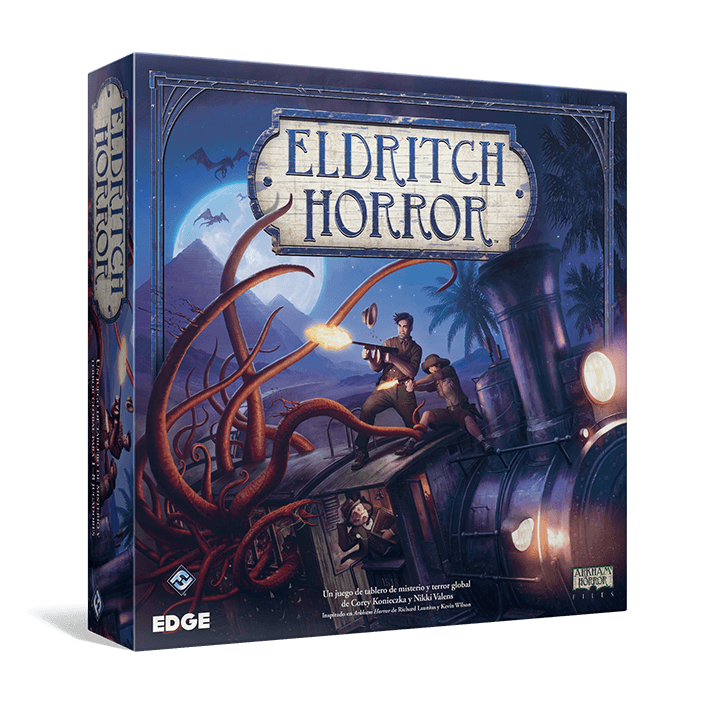 ELDRITCH
HORROR
ELDRITCH
HORROR
™
Un juego de tablero de misterio y terror global
de Corey Konieczka y Nikki Valens
Inspirado en Arkham Horror de Richard Launius y Kevin Wilson
EDGE
ARKHAM
HORROR
FILES